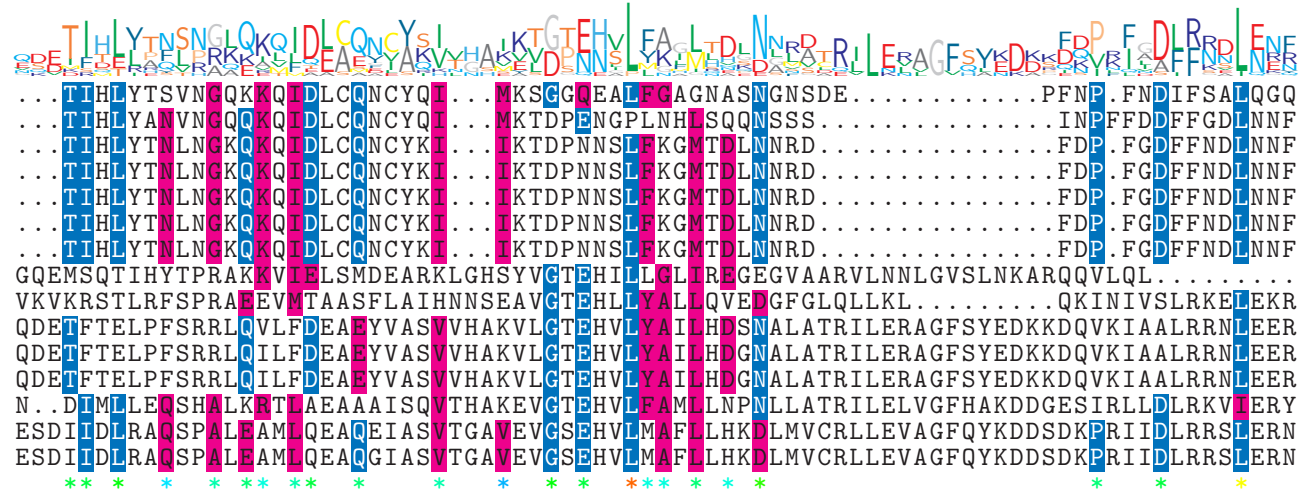 ...TIHLYTSVNGQKKQIDLCQNCYQI...MKSGGQEALFGAGNASNGNSDE............PFNP.FNDIFSALQGQ
...TIHLYANVNGQQKQIDLCQNCYQI...MKTDPENGPLNHLSQQNSSS...............INPFFDDFFGDLNNF
...TIHLYTNLNGKQKQIDLCQNCYKI...IKTDPNNSLFKGMTDLNNRD...............FDP.FGDFFNDLNNF
...TIHLYTNLNGKQKQIDLCQNCYKI...IKTDPNNSLFKGMTDLNNRD...............FDP.FGDFFNDLNNF
...TIHLYTNLNGKQKQIDLCQNCYKI...IKTDPNNSLFKGMTDLNNRD...............FDP.FGDFFNDLNNF
...TIHLYTNLNGKQKQIDLCQNCYKI...IKTDPNNSLFKGMTDLNNRD...............FDP.FGDFFNDLNNF
...TIHLYTNLNGKQKQIDLCQNCYKI...IKTDPNNSLFKGMTDLNNRD...............FDP.FGDFFNDLNNF
GQEMSQTIHYTPRAKKVIELSMDEARKLGHSYVGTEHILLGLIREGEGVAARVLNNLGVSLNKARQQVLQL.........
VKVKRSTLRFSPRAEEVMTAASFLAIHNNSEAVGTEHLLYALLQVEDGFGLQLLKL.........QKINIVSLRKELEKR
QDETFTELPFSRRLQVLFDEAEYVASVVHAKVLGTEHVLYAILHDSNALATRILERAGFSYEDKKDQVKIAALRRNLEER
QDETFTELPFSRRLQILFDEAEYVASVVHAKVLGTEHVLYAILHDGNALATRILERAGFSYEDKKDQVKIAALRRNLEER
QDETFTELPFSRRLQILFDEAEYVASVVHAKVLGTEHVLYAILHDGNALATRILERAGFSYEDKKDQVKIAALRRNLEER
N..DIMLLEQSHALKRTLAEAAAISQVTHAKEVGTEHVLFAMLLNPNLLATRILELVGFHAKDDGESIRLLDLRKVIERY
ESDIIDLRAQSPALEAMLQEAQEIASVTGAVEVGSEHVLMAFLLHKDLMVCRLLEVAGFQYKDDSDKPRIIDLRRSLERN
ESDIIDLRAQSPALEAMLQEAQGIASVTGAVEVGSEHVLMAFLLHKDLMVCRLLEVAGFQYKDDSDKPRIIDLRRSLERN